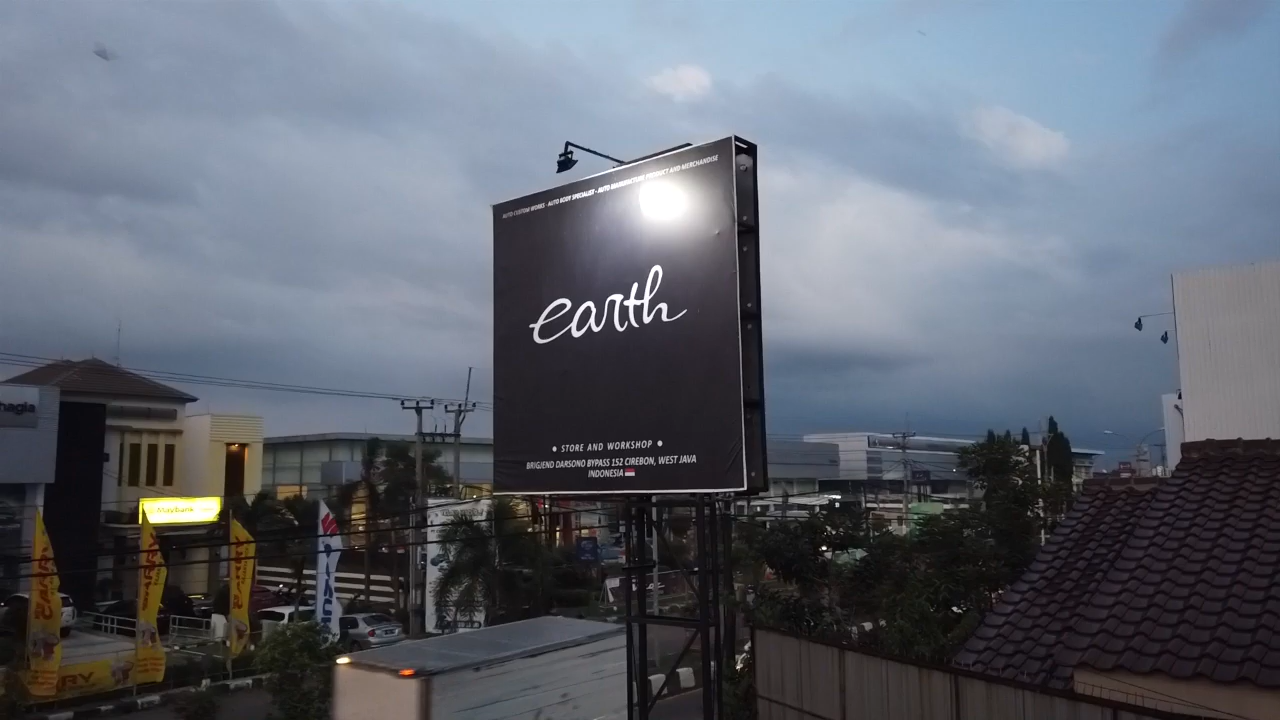 AUTO CUSTOM WORKS - AUTO BODY SPECIALIST - AUTO MANUFACTURE PRODUCT AND MERCHANDISE
earth
• STORE AND WORKSHOP •
BRIGJEND DARSONO BYPASS 152 CIREBON, WEST JAVA
INDONESIA
Maybank